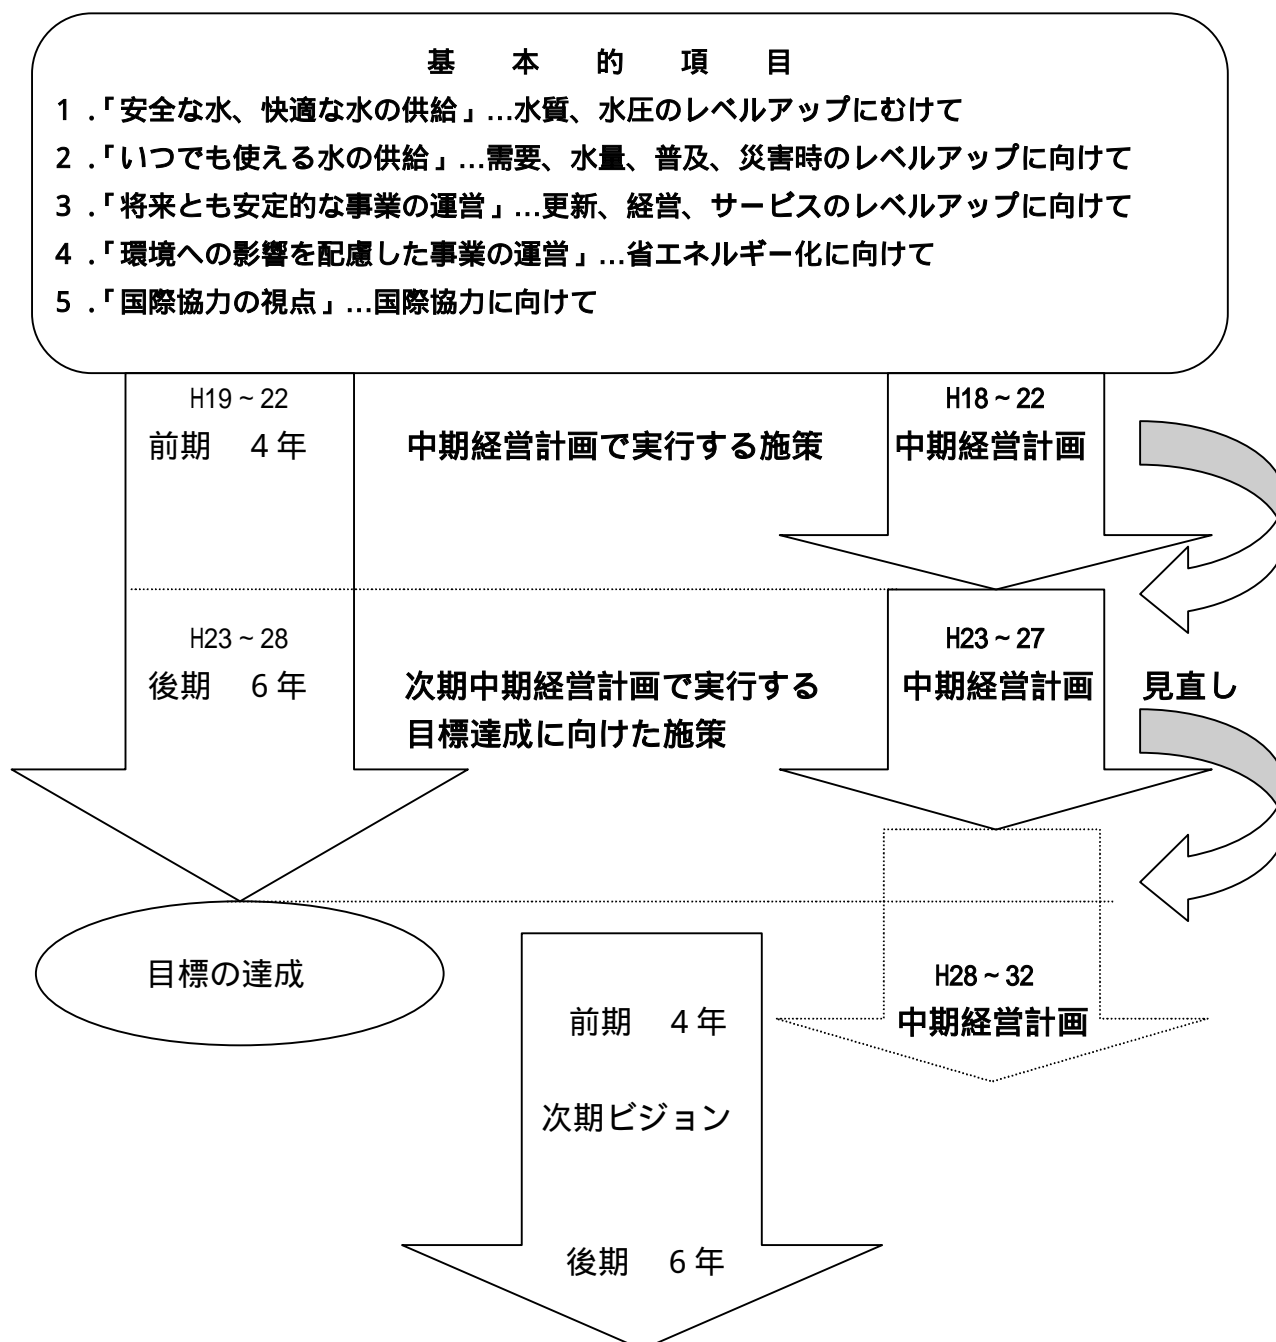 基 本 的 項 目
1.「安全な水、快適な水の供給」…水質、水圧のレベルアップにむけて
2.「いつでも使える水の供給」…需要、水量、普及、災害時のレベルアップに向けて
3.「将来とも安定的な事業の運営」…更新、経営、サービスのレベルアップに向けて
4.「環境への影響を配慮した事業の運営」…省エネルギー化に向けて
5.「国際協力の視点」…国際協力に向けて
H19～22
前期 4年
中期経営計画で実行する施策
H18～22
中期経営計画
H23～28
後期 6年
次期中期経営計画で実行する
目標達成に向けた施策
H23～27
中期経営計画
見直し
目標の達成
H28～32
中期経営計画
前期 4年
次期ビジョン
後期 6年